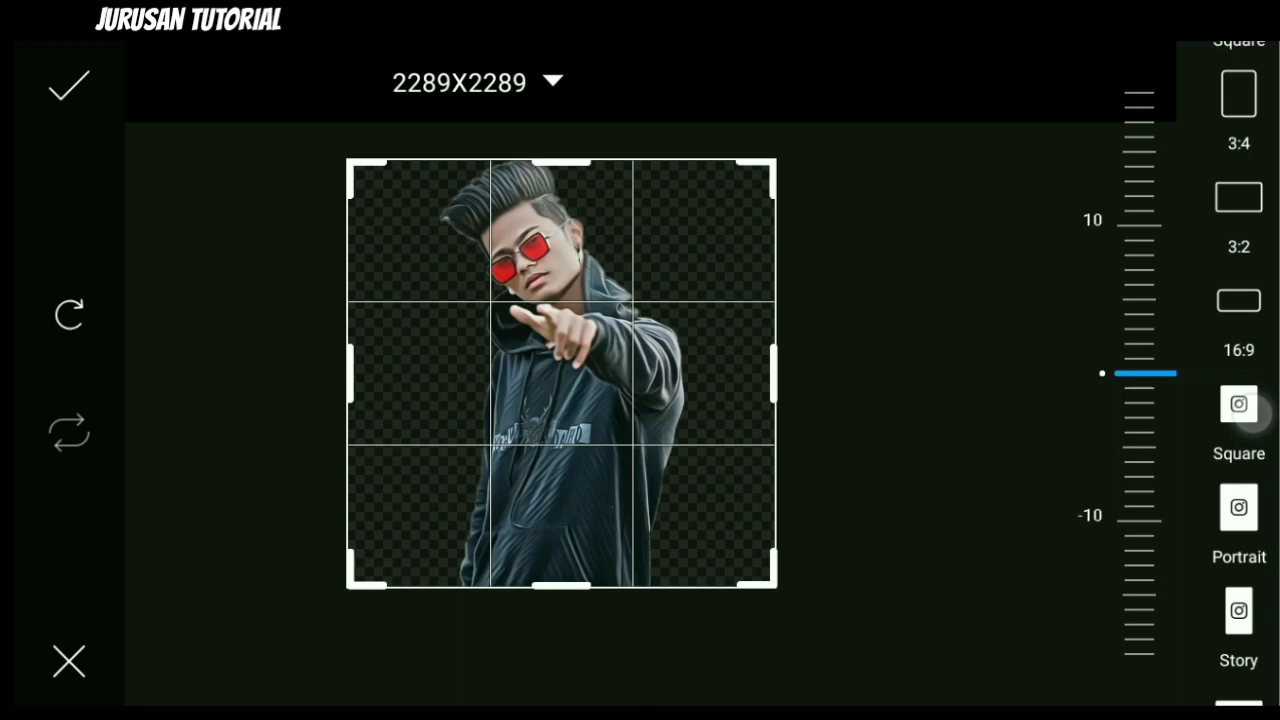 JURUSAN TUTORIAL
2289X2289
Square
3:4
10
3:2
16:9
Square
-10
Portrait
Story